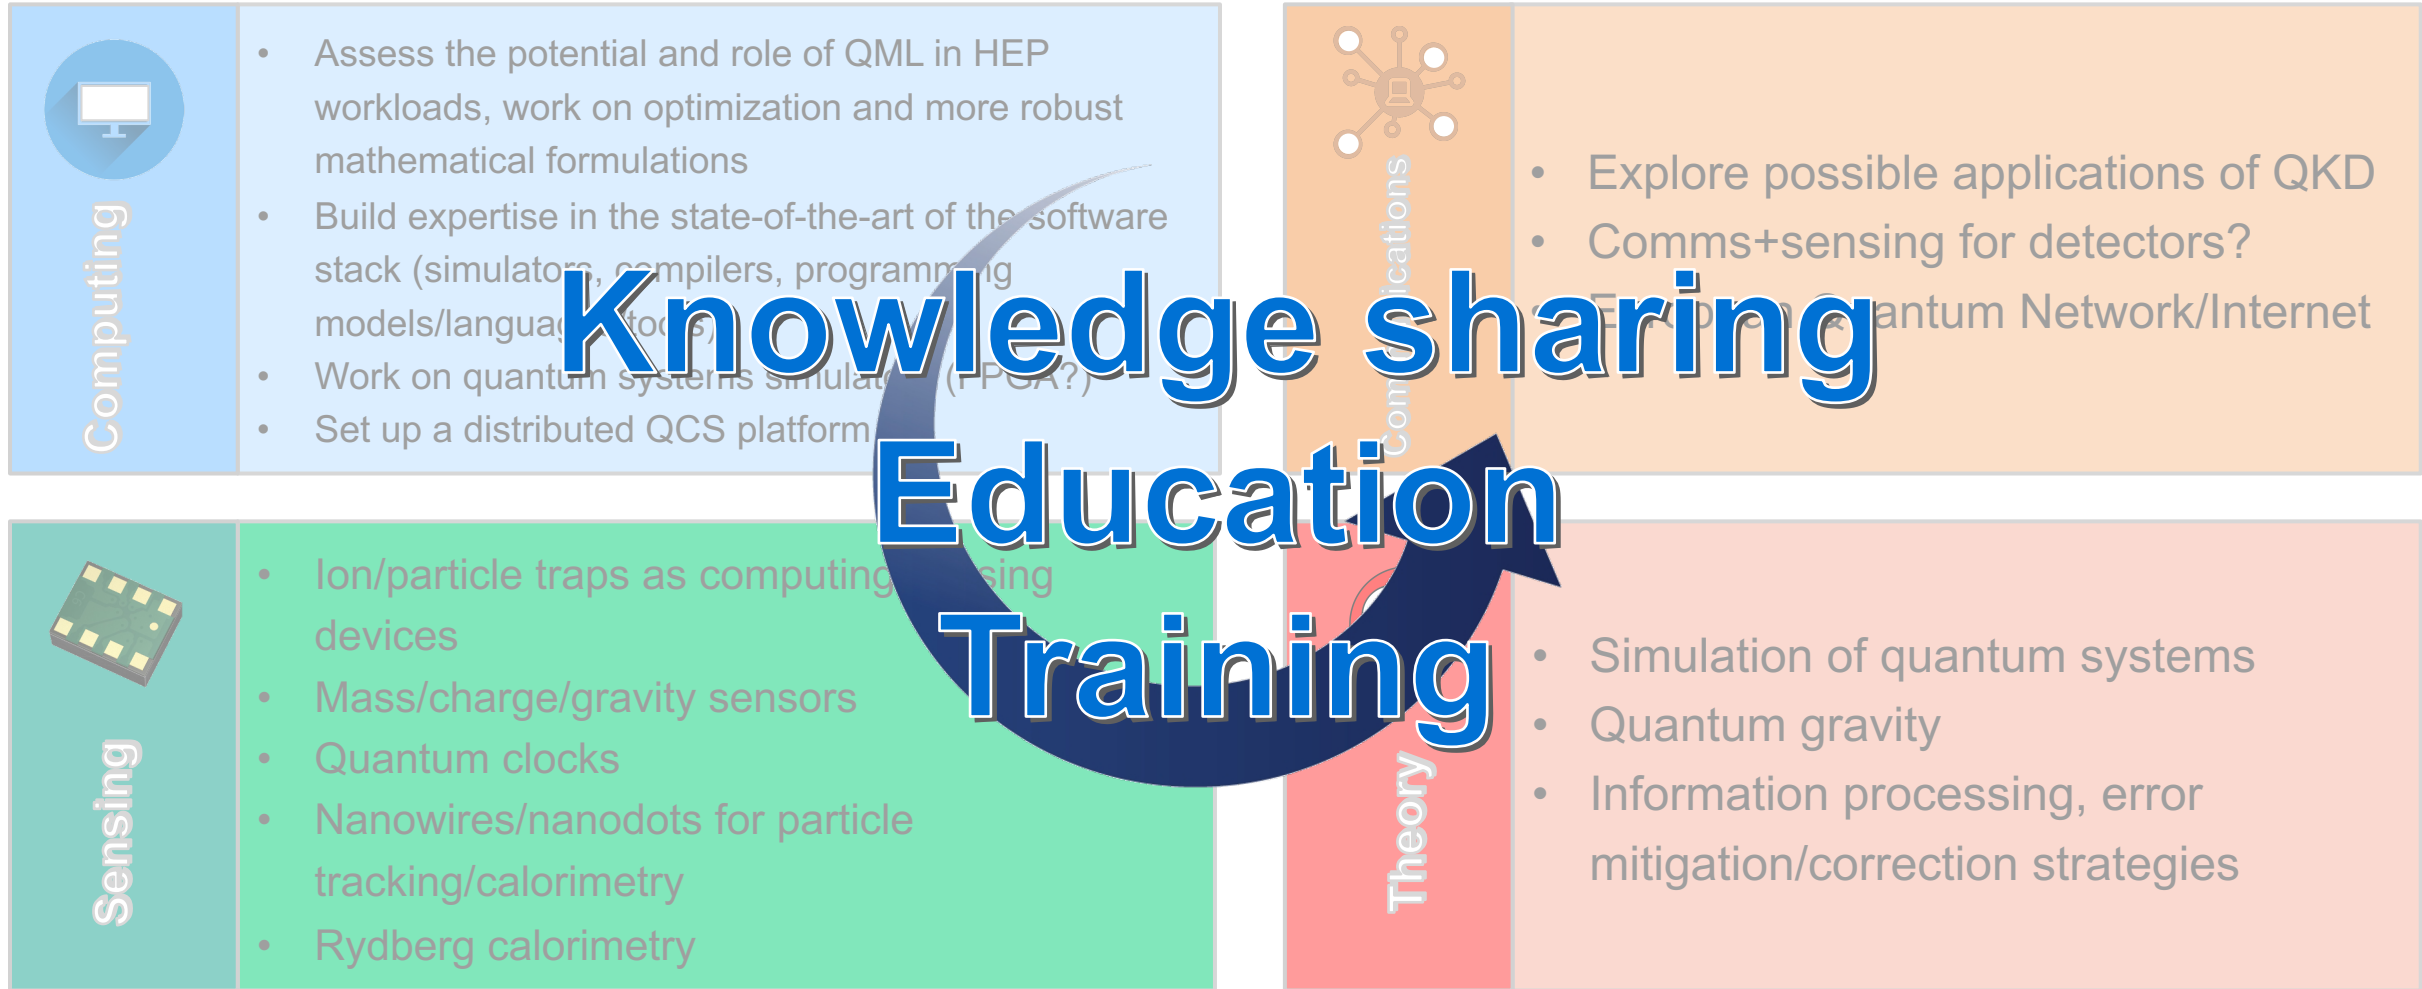 Computing
• Assess the potential and role of QML in HEP
workloads, work on optimization and more robust
mathematical formulations
• Build expertise in the state-of-the-art of the software
stack (simulators, compilers, programming
models/languag
• Work on quantum systems simulato
• Set up a distributed QCS platform
Communications
• Explore possible applications of QKD
• Comms+sensing for detectors?
• Quantum Network/Internet
Knowledge sharing
Education
Training
Sensing
• Ion/particle traps as computing
devices
• Mass/charge/gravity sensors
• Quantum clocks
• Nanowires/nanodots for particle
tracking/calorimetry
• Rydberg calorimetry
Theory
• Simulation of quantum systems
• Quantum gravity
• Information processing, error
mitigation/correction strategies